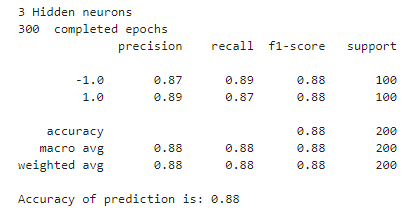 3 Hidden neurons
300  completed epochs
              precision    recall  f1-score   support

        -1.0       0.87      0.89      0.88       100
         1.0       0.89      0.87      0.88       100

    accuracy                           0.88       200
   macro avg       0.88      0.88      0.88       200
weighted avg       0.88      0.88      0.88       200

Accuracy of prediction is: 0.88